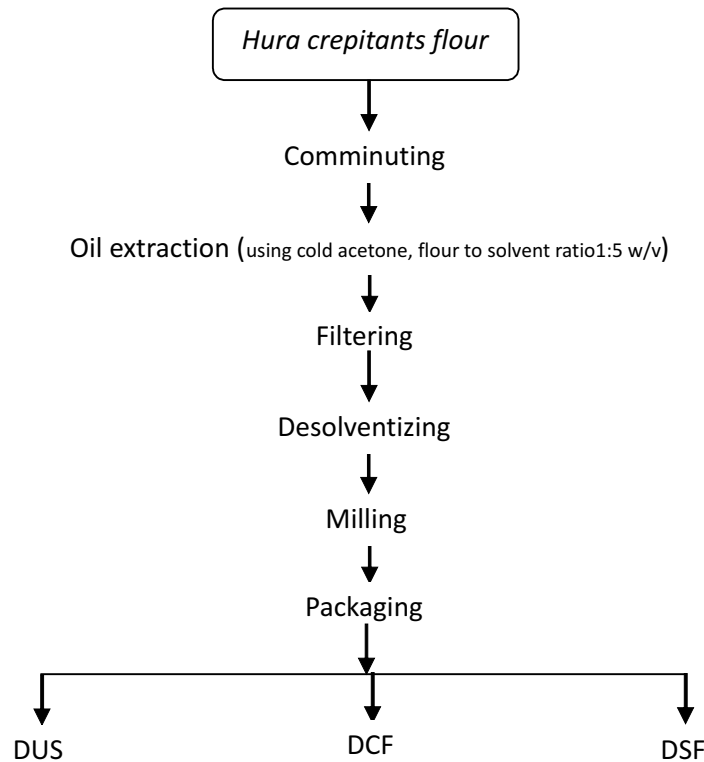 Hura crepitants flour
Comminuting
Oil extraction (using cold acetone, flour to solvent ratio1:5 w/v)
Filtering
Desolventizing
Milling
Packaging
DUS DCF DSF